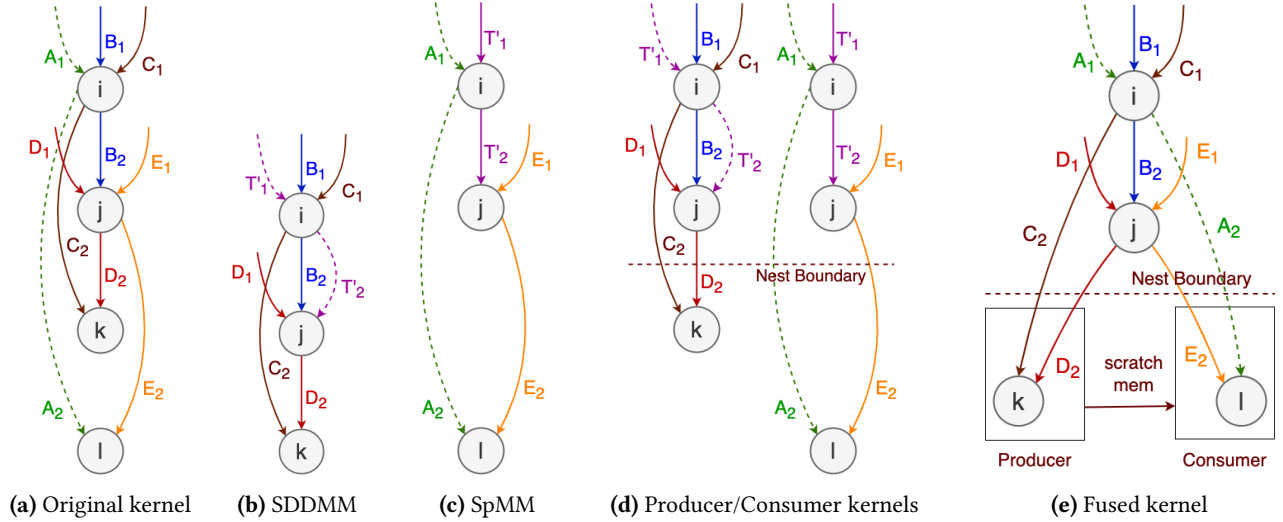 A1
B1
C1
i
D1
B2
E1
j
C2
D2
k
A2
E2
l
(a) Original kernel
T'1
B1
C1
i
D1
B2
T'2
j
C2
D2
k
(b) SDDMM
T'1
A1
i
T'2
E1
j
A2
E2
l
(c) SpMM
T'1
B1
C1
i
D1
B2
T'2
j
C2
D2
k
T'1
A1
i
T'2
E1
j
Nest Boundary
A2
E2
l
(d) Producer/Consumer kernels
A1
B1
C1
i
D1
B2
E1
j
C2
A2
Nest Boundary
D2
E2
scratch
mem
k
l
Producer
Consumer
(e) Fused kernel